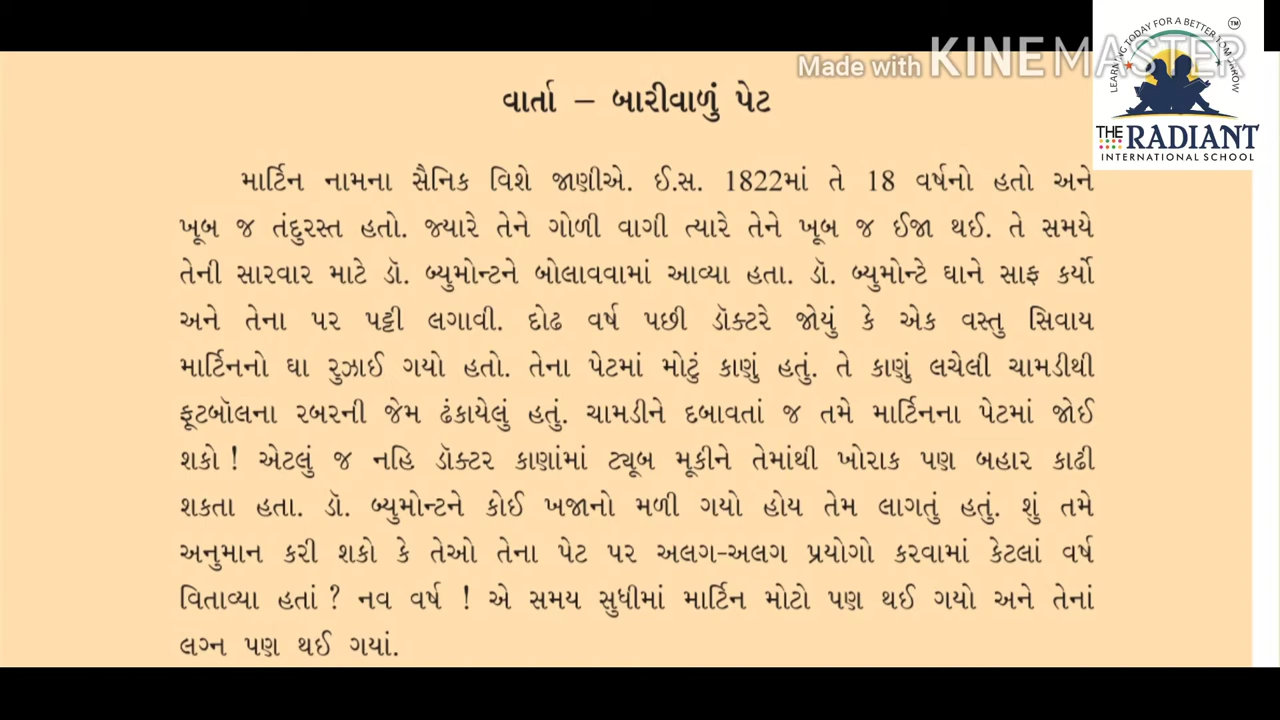 LEARNING TODAY FOR A BETTER TOMORROW
TM
Made with KINEMASTER
THE RADIANT
INTERNATIONAL SCHOOL
વાર્તા – બારીવાળું પેટ
માર્ટિન નામના સૈનિક વિશે જાણીએ. ઈ.સ. 1822માં તે 18 વર્ષનો હતો અને
ખૂબ જ તંદુરસ્ત હતો. જ્યારે તેને ગોળી વાગી ત્યારે તેને ખૂબ જ ઈજા થઈ. તે સમયે
તેની સારવાર માટે ડૉ. બ્યુમોન્ટને બોલાવવામાં આવ્યા હતા. ડૉ. બ્યુમોન્ટે ઘાને સાફ કર્યો
અને તેના પર પટ્ટી લગાવી. દોઢ વર્ષ પછી ડૉક્ટરે જોયું કે એક વસ્તુ સિવાય
માર્ટિનનો ઘા રુઝાઈ ગયો હતો. તેના પેટમાં મોટું કાણું હતું. તે કાણું લચેલી ચામડીથી
ફૂટબૉલના રબરની જેમ ઢંકાયેલું હતું. ચામડીને દબાવતાં જ તમે માર્ટિનના પેટમાં જોઈ
શકો ! એટલું જ નહિ ડૉક્ટર કાણાંમાં ટ્યૂબ મૂકીને તેમાંથી ખોરાક પણ બહાર કાઢી
શકતા હતા. ડૉ. બ્યુમોન્ટને કોઈ ખજાનો મળી ગયો હોય તેમ લાગતું હતું. શું તમે
અનુમાન કરી શકો કે તેઓ તેના પેટ પર અલગ-અલગ પ્રયોગો કરવામાં કેટલાં વર્ષ
વિતાવ્યા હતાં ? નવ વર્ષ ! એ સમય સુધીમાં માર્ટિન મોટો પણ થઈ ગયો અને તેનાં
લગ્ન પણ થઈ ગયાં.